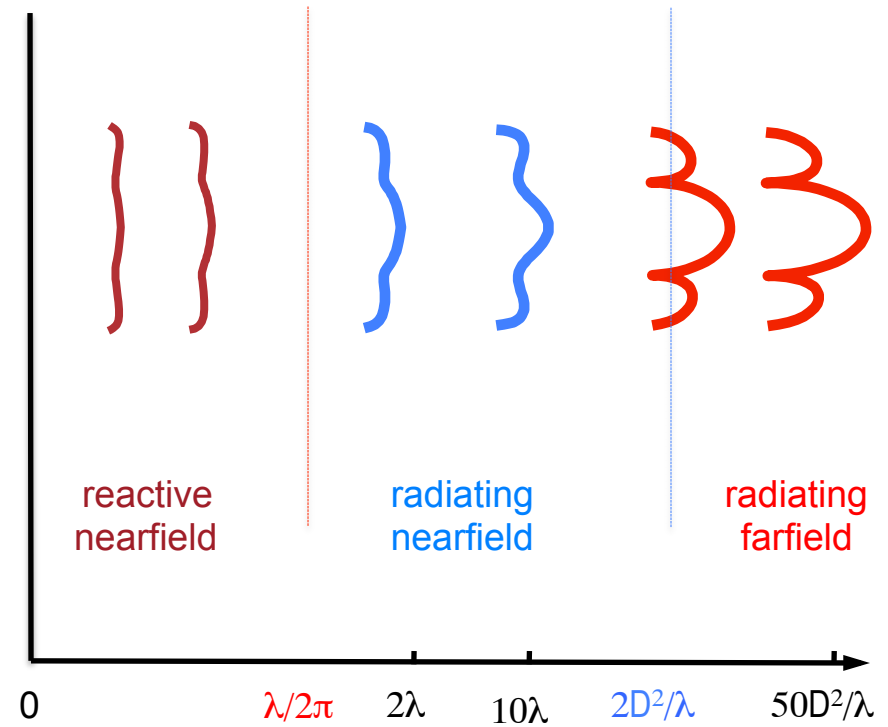 reactive
nearfield
radiating
nearfield
radiating
farfield
0 λ/2π 2λ 10λ 2D²/λ 50D²/λ